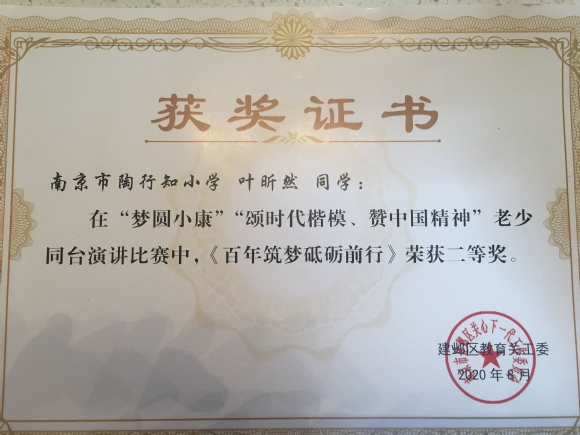 获奖证书
南京市陶行知小学 叶昕然 同学：
在“梦圆小康”“颂时代楷模、赞中国精神”老少
同台演讲比赛中，《百年筑梦砥砺前行》荣获二等奖。
建邺区教育关工委
2020年8月